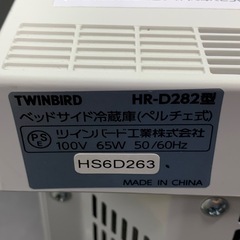 TWINBIRD HR-D282型
ベッドサイド冷蔵庫(ペルチェ式)
PSE ツインバード工業株式会社
100V 65W 50/60Hz
HS6D263
MADE IN CHINA